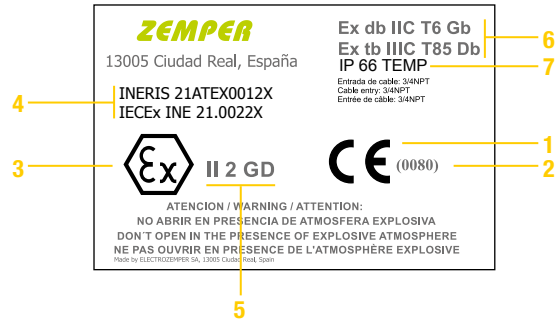 ZEMPER
13005 Ciudad Real, España
Ex db IIC T6 Gb
Ex tb IIIC T85 Db
6
IP 66 TEMP
7
Entrada de cable: 3/4NPT
Cable entry: 3/4NPT
Entrée de câble: 3/4NPT
4
INERIS 21ATEX0012X
IECEx INE 21.0022X
3
Ex
II 2 GD
CE
(0080)
1
2
ATENCION / WARNING / ATTENTION:
NO ABRIR EN PRESENCIA DE ATMOSFERA EXPLOSIVA
DON´T OPEN IN THE PRESENCE OF EXPLOSIVE ATMOSPHERE
NE PAS OUVRIR EN PRESENCE DE L'ATMOSPHÈRE EXPLOSIVE
Made by ELECTROZEMPER SA, 13005 Ciudad Real, Spain
5